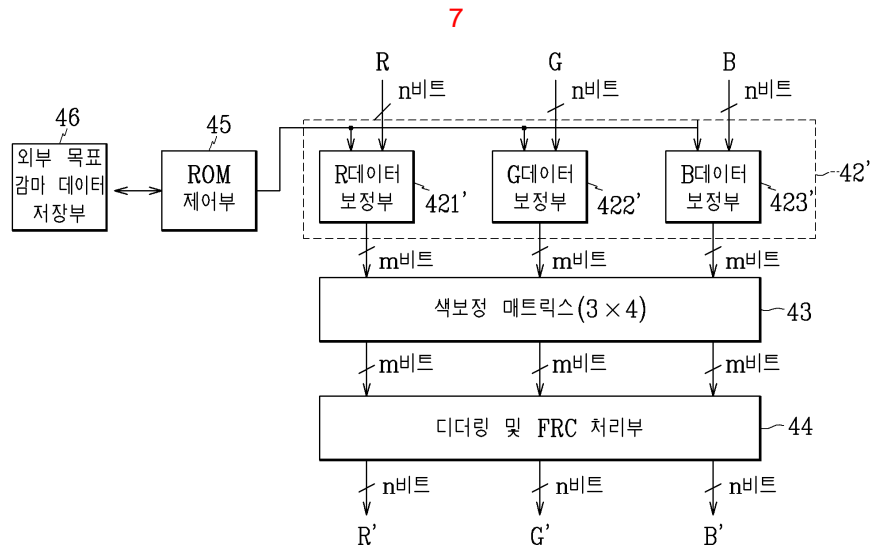 7
R G B
n비트 n비트 n비트
46 45
외부 목표
감마 데이터
저장부
ROM
제어부
R데이터
보정부
G데이터
보정부
B데이터
보정부
42'
421' 422' 423'
m비트 m비트 m비트
색보정 매트릭스(3×4)
43
m비트 m비트 m비트
디더링 및 FRC 처리부
44
n비트 n비트 n비트
R' G' B'